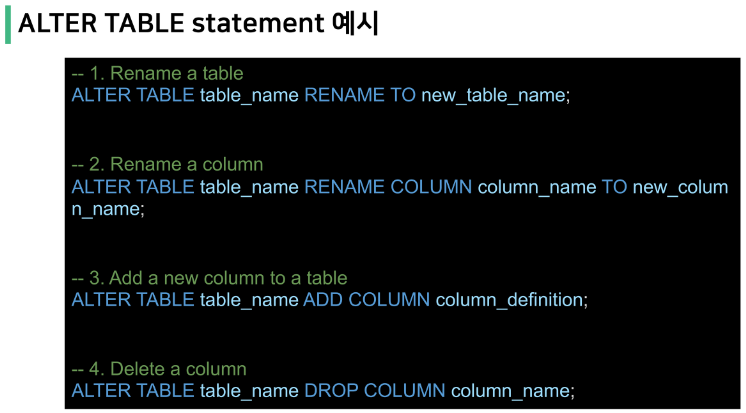 ALTER TABLE statement 예시
-- 1. Rename a table
ALTER TABLE table_name RENAME TO new_table_name;
-- 2. Rename a column
ALTER TABLE table_name RENAME COLUMN column_name TO new_colum
n_name;
-- 3. Add a new column to a table
ALTER TABLE table_name ADD COLUMN column_definition;
-- 4. Delete a column
ALTER TABLE table_name DROP COLUMN column_name;